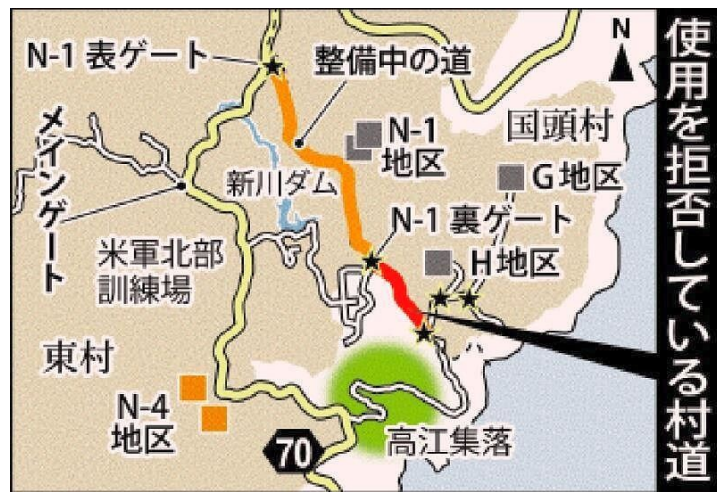 使用を拒否している村道
N
N-1 表ゲート
整備中の道
メインゲート
N-1
地区
国頭村
G地区
新川ダム
N-1 裏ゲート
H地区
米軍北部
訓練場
東村
N-4
地区
70
高江集落